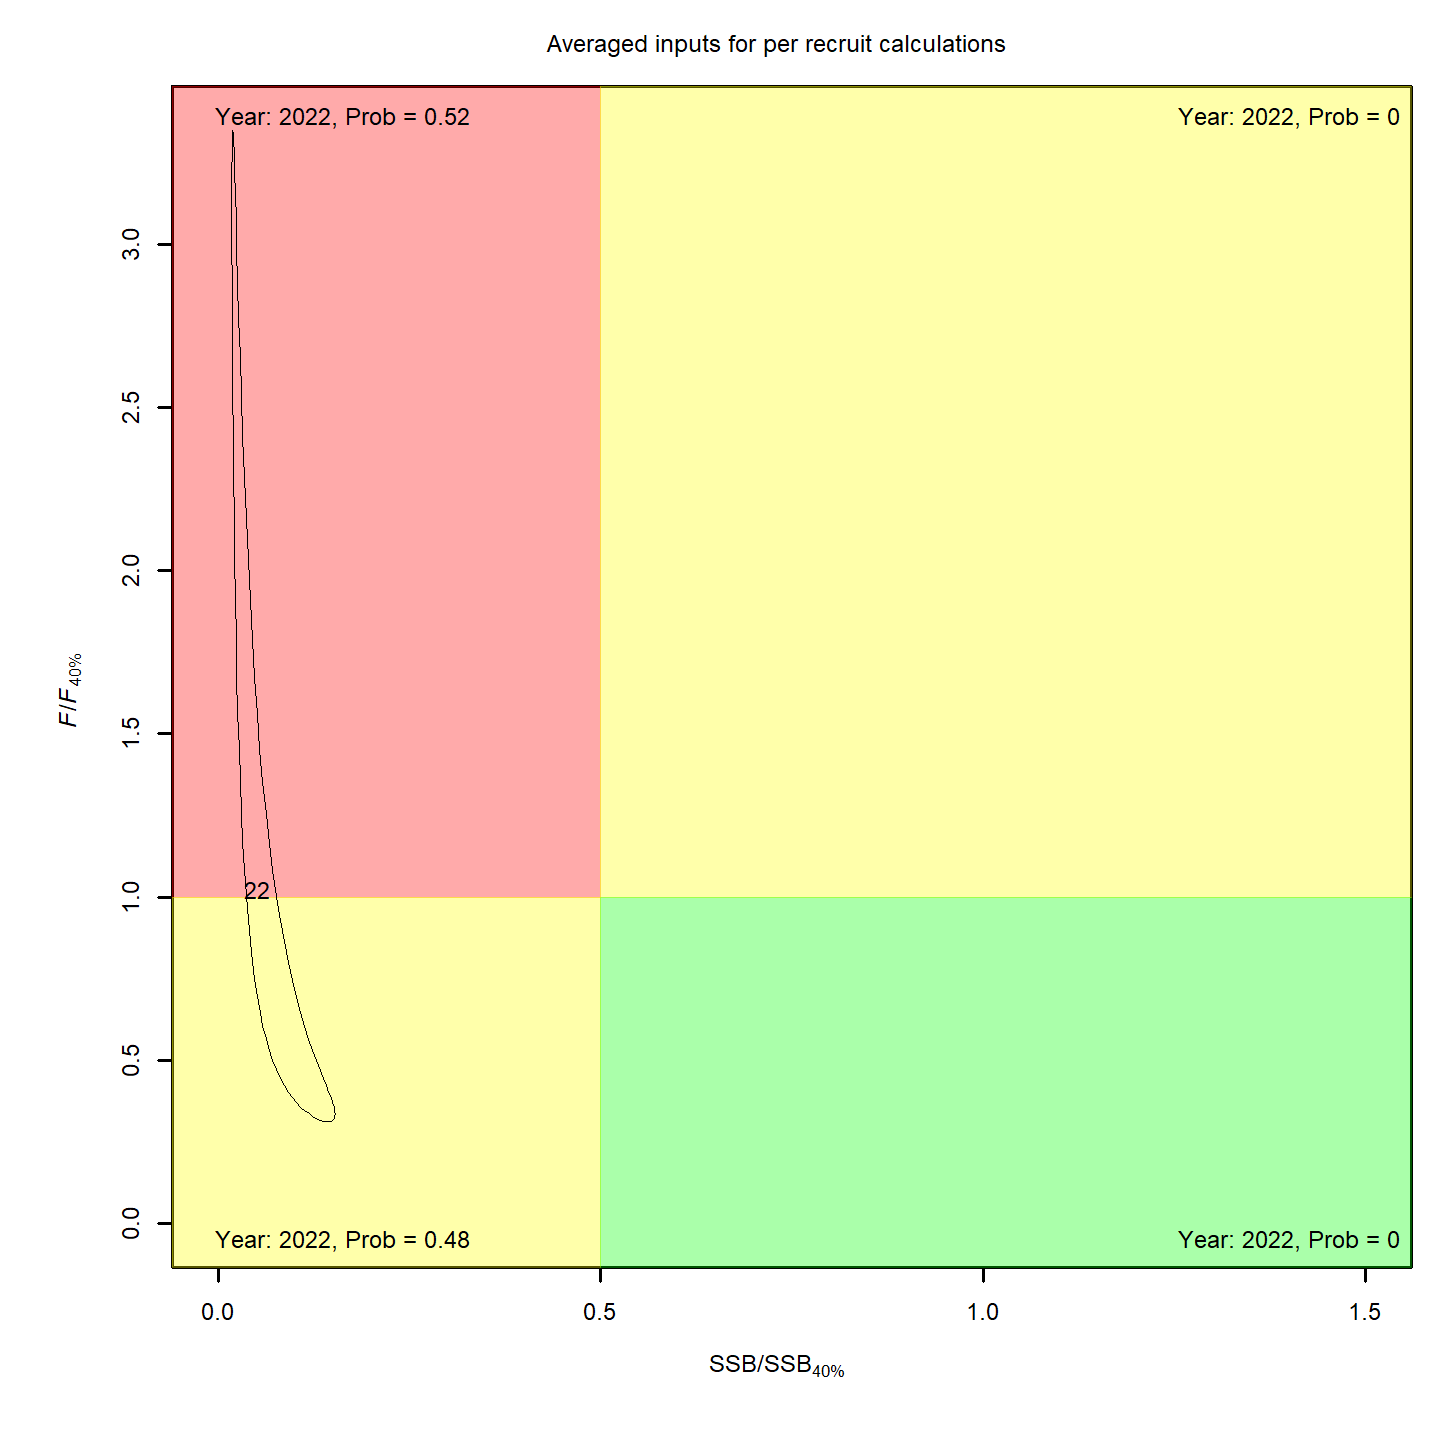 Averaged inputs for per recruit calculations
Year: 2022, Prob = 0.52
Year: 2022, Prob = 0
3.0
2.5
2.0
1.5
1.0
0.5
0.0
F/F40%
22
Year: 2022, Prob = 0.48
Year: 2022, Prob = 0
0.0
0.5
1.0
1.5
SSB/SSB40%